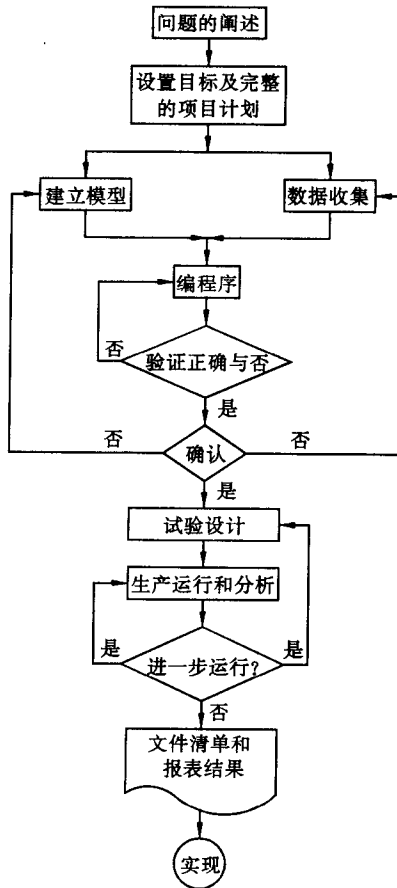 问题的阐述
设置目标及完整
的项目计划
建立模型
数据收集
编程序
否
验证正确与否
是
否
确认
否
是
试验设计
生产运行和分析
是
进一步运行?
是
否
文件清单和
报表结果
实现